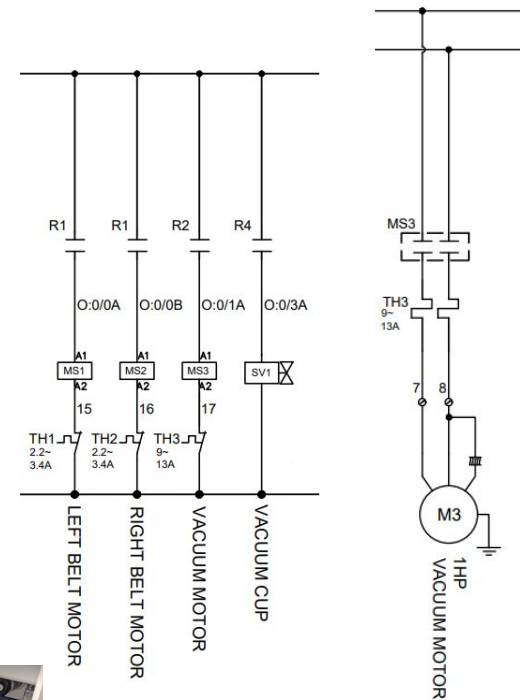 R1
R1
R2
R4
O:0/0A
O:0/0B
O:0/1A
O:0/3A
A1
A1
A1
MS1
MS2
MS3
SV1
A2
A2
A2
15
16
17
TH1
2.2~
3.4A
TH2
2.2~
3.4A
TH3
9~
13A
LEFT BELT MOTOR
RIGHT BELT MOTOR
VACUUM MOTOR
VACUUM CUP
MS3
TH3
9~
13A
7
8
M3
1HP
VACUUM MOTOR